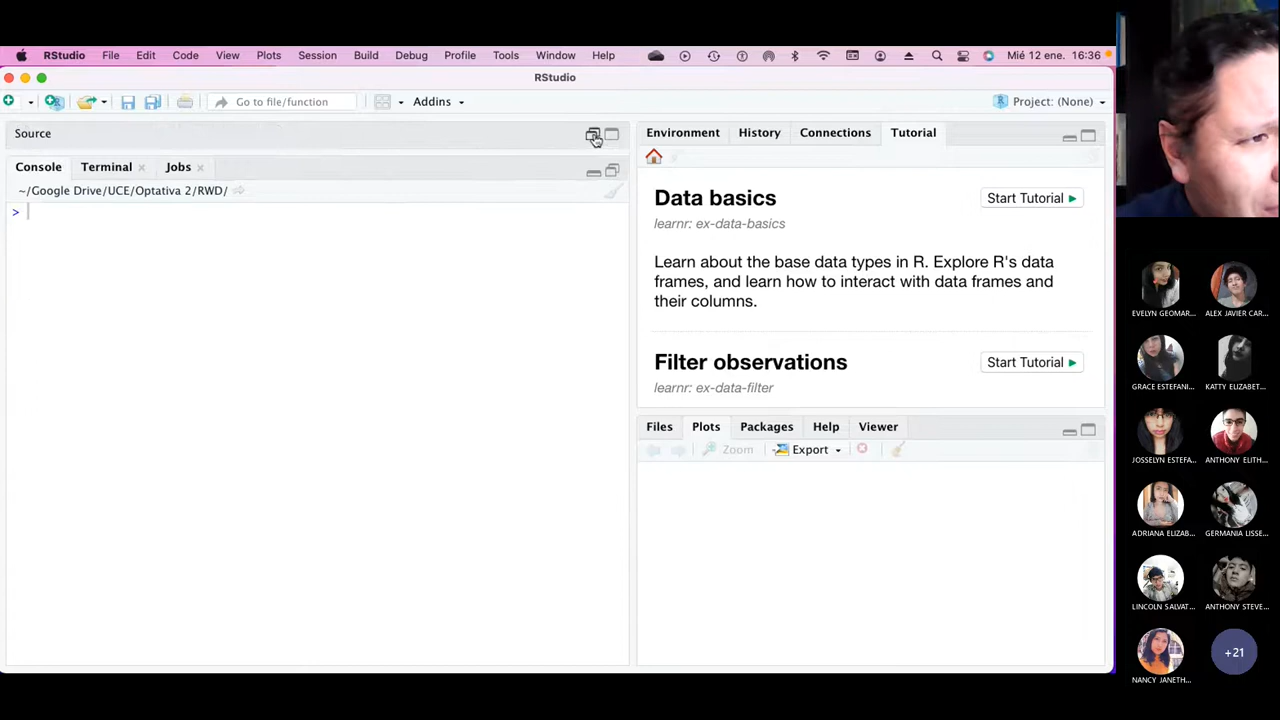 RStudio File Edit Code View Plots Session Build Debug Profile Tools Window Help Mié 12 ene. 16:36
RStudio
Go to file/function Addins Project: (None)
Source
Console Terminal Jobs
~/Google Drive/UCE/Optativa 2/RWD/
>
Environment History Connections Tutorial
Data basics Start Tutorial
learnr: ex-data-basics
Learn about the base data types in R. Explore R's data
frames, and learn how to interact with data frames and
their columns.
Filter observations Start Tutorial
learnr: ex-data-filter
Files Plots Packages Help Viewer
Zoom Export
EVELYN GEOMAR... ALEX JAVIER CAR...
GRACE ESTEFANI... KATTY ELIZABET...
JOSSELYN ESTEFA... ANTHONY ELITH...
ADRIANA ELIZAB... GERMANIA LISSE...
LINCOLN SALVAT... ANTHONY STEVE...
NANCY JANETH... +21